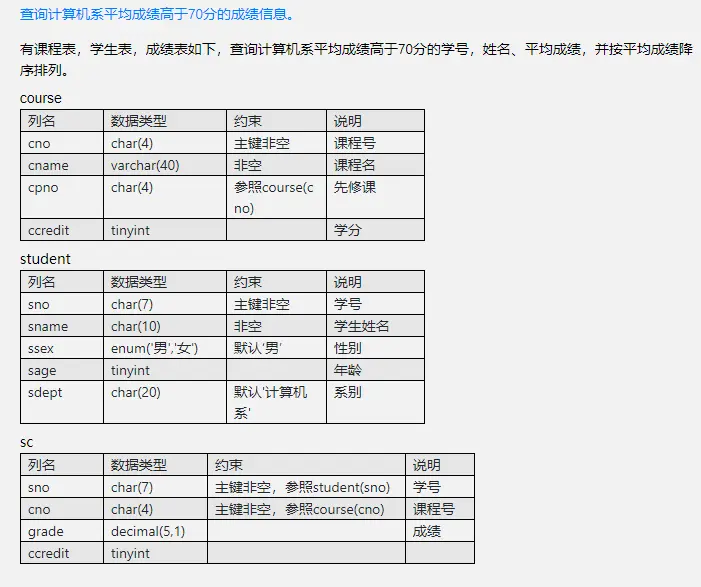 查询计算机系平均成绩高于70分的成绩信息。
有课程表，学生表，成绩表如下，查询计算机系平均成绩高于70分的学号，姓名、平均成绩，并按平均成绩降
序排列。
course
列名 数据类型 约束 说明
cno char(4) 主键非空 课程号
cname varchar(40) 非空 课程名
cpno char(4) 参照course(c 先修课
no)
ccredit tinyint 学分
student
列名 数据类型 约束 说明
sno char(7) 主键非空 学号
sname char(10) 非空 学生姓名
ssex enum('男','女') 默认'男' 性别
sage tinyint 年龄
sdept char(20) 默认'计算机 系别
系'
sc
列名 数据类型 约束 说明
sno char(7) 主键非空，参照student(sno) 学号
cno char(4) 主键非空，参照course(cno) 课程号
grade decimal(5,1) 成绩
ccredit tinyint